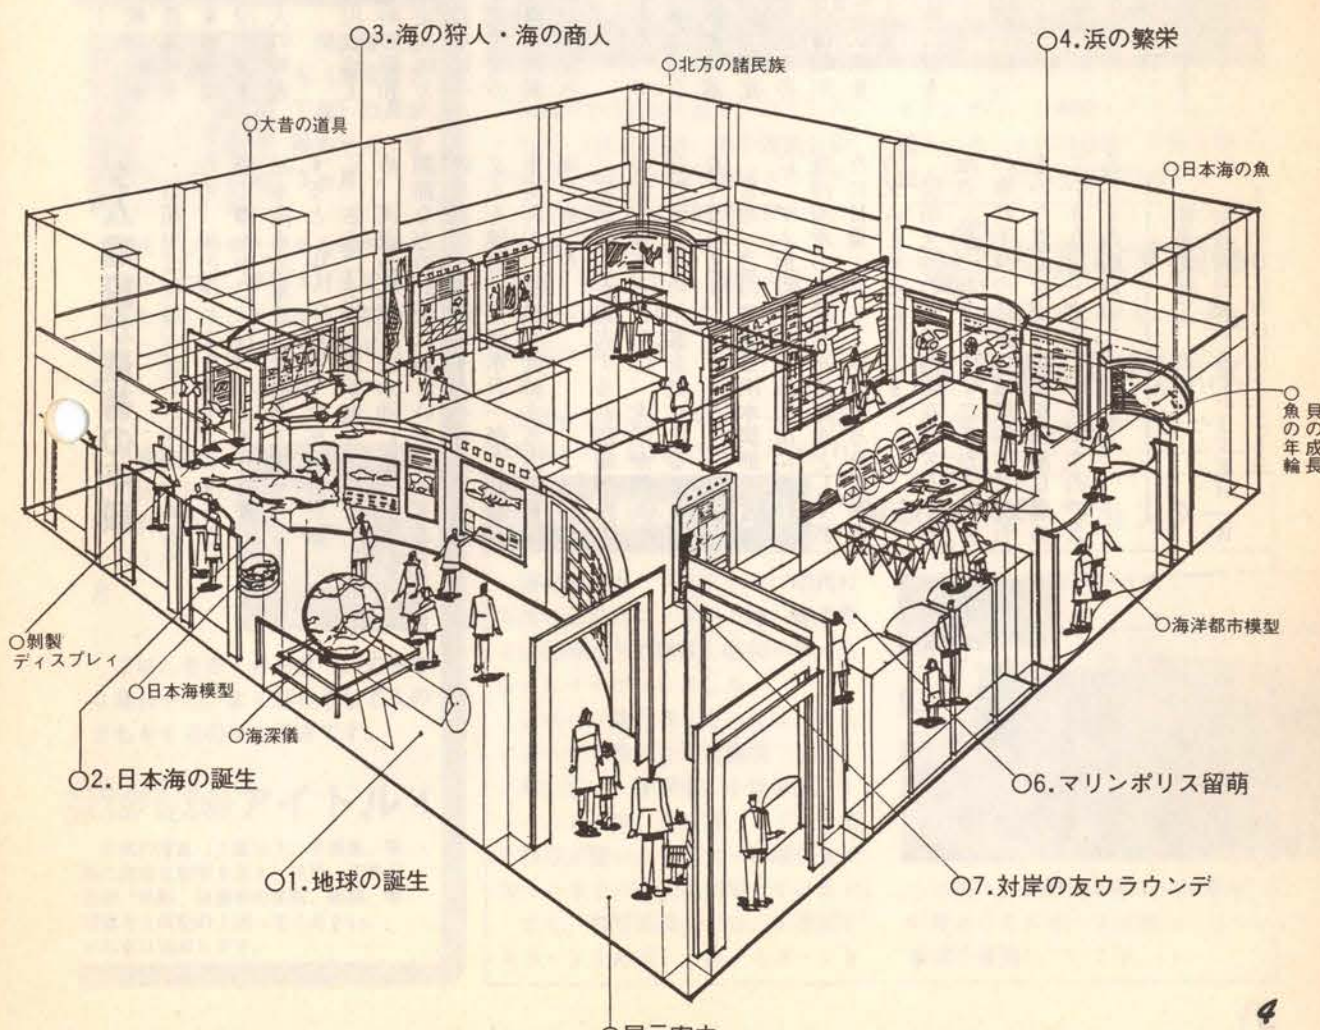 ○3.海の狩人・海の商人
○4.浜の繁栄
○北方の諸民族
○大昔の道具
○日本海の魚
○貝の成長
魚の年輪
○海洋都市模型
○剝製
ディスプレィ
○日本海模型
○海深儀
○2.日本海の誕生
○6.マリンポリス留萌
○1.地球の誕生
○7.対岸の友ウラウンデ
4